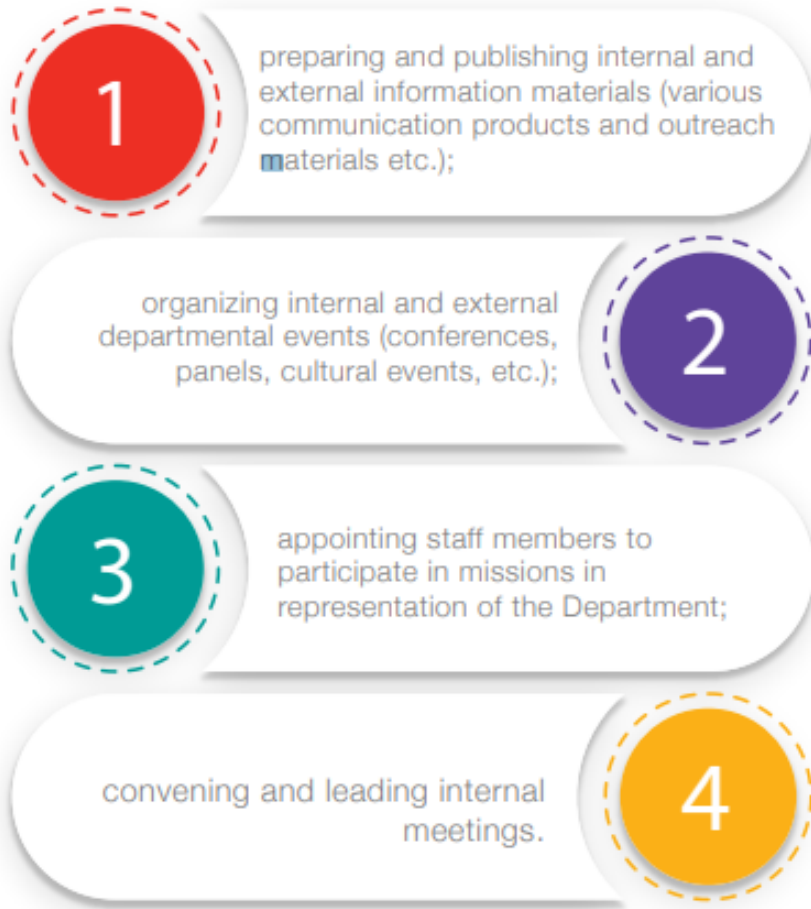 1
preparing and publishing internal and
external information materials (various
communication products and outreach
materials etc.);
organizing internal and external
departmental events (conferences,
panels, cultural events, etc.);
2
3
appointing staff members to
participate in missions in
representation of the Department;
convening and leading internal
meetings.
4